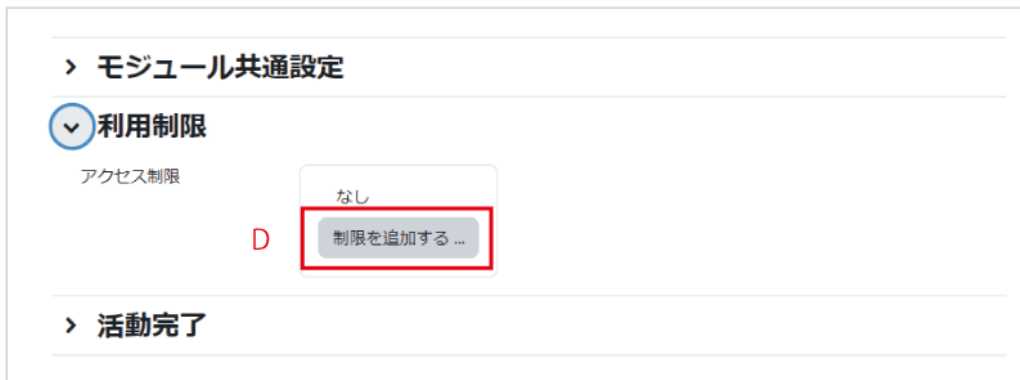 モジュール共通設定
利用制限
アクセス制限
なし
D
制限を追加する ...
活動完了